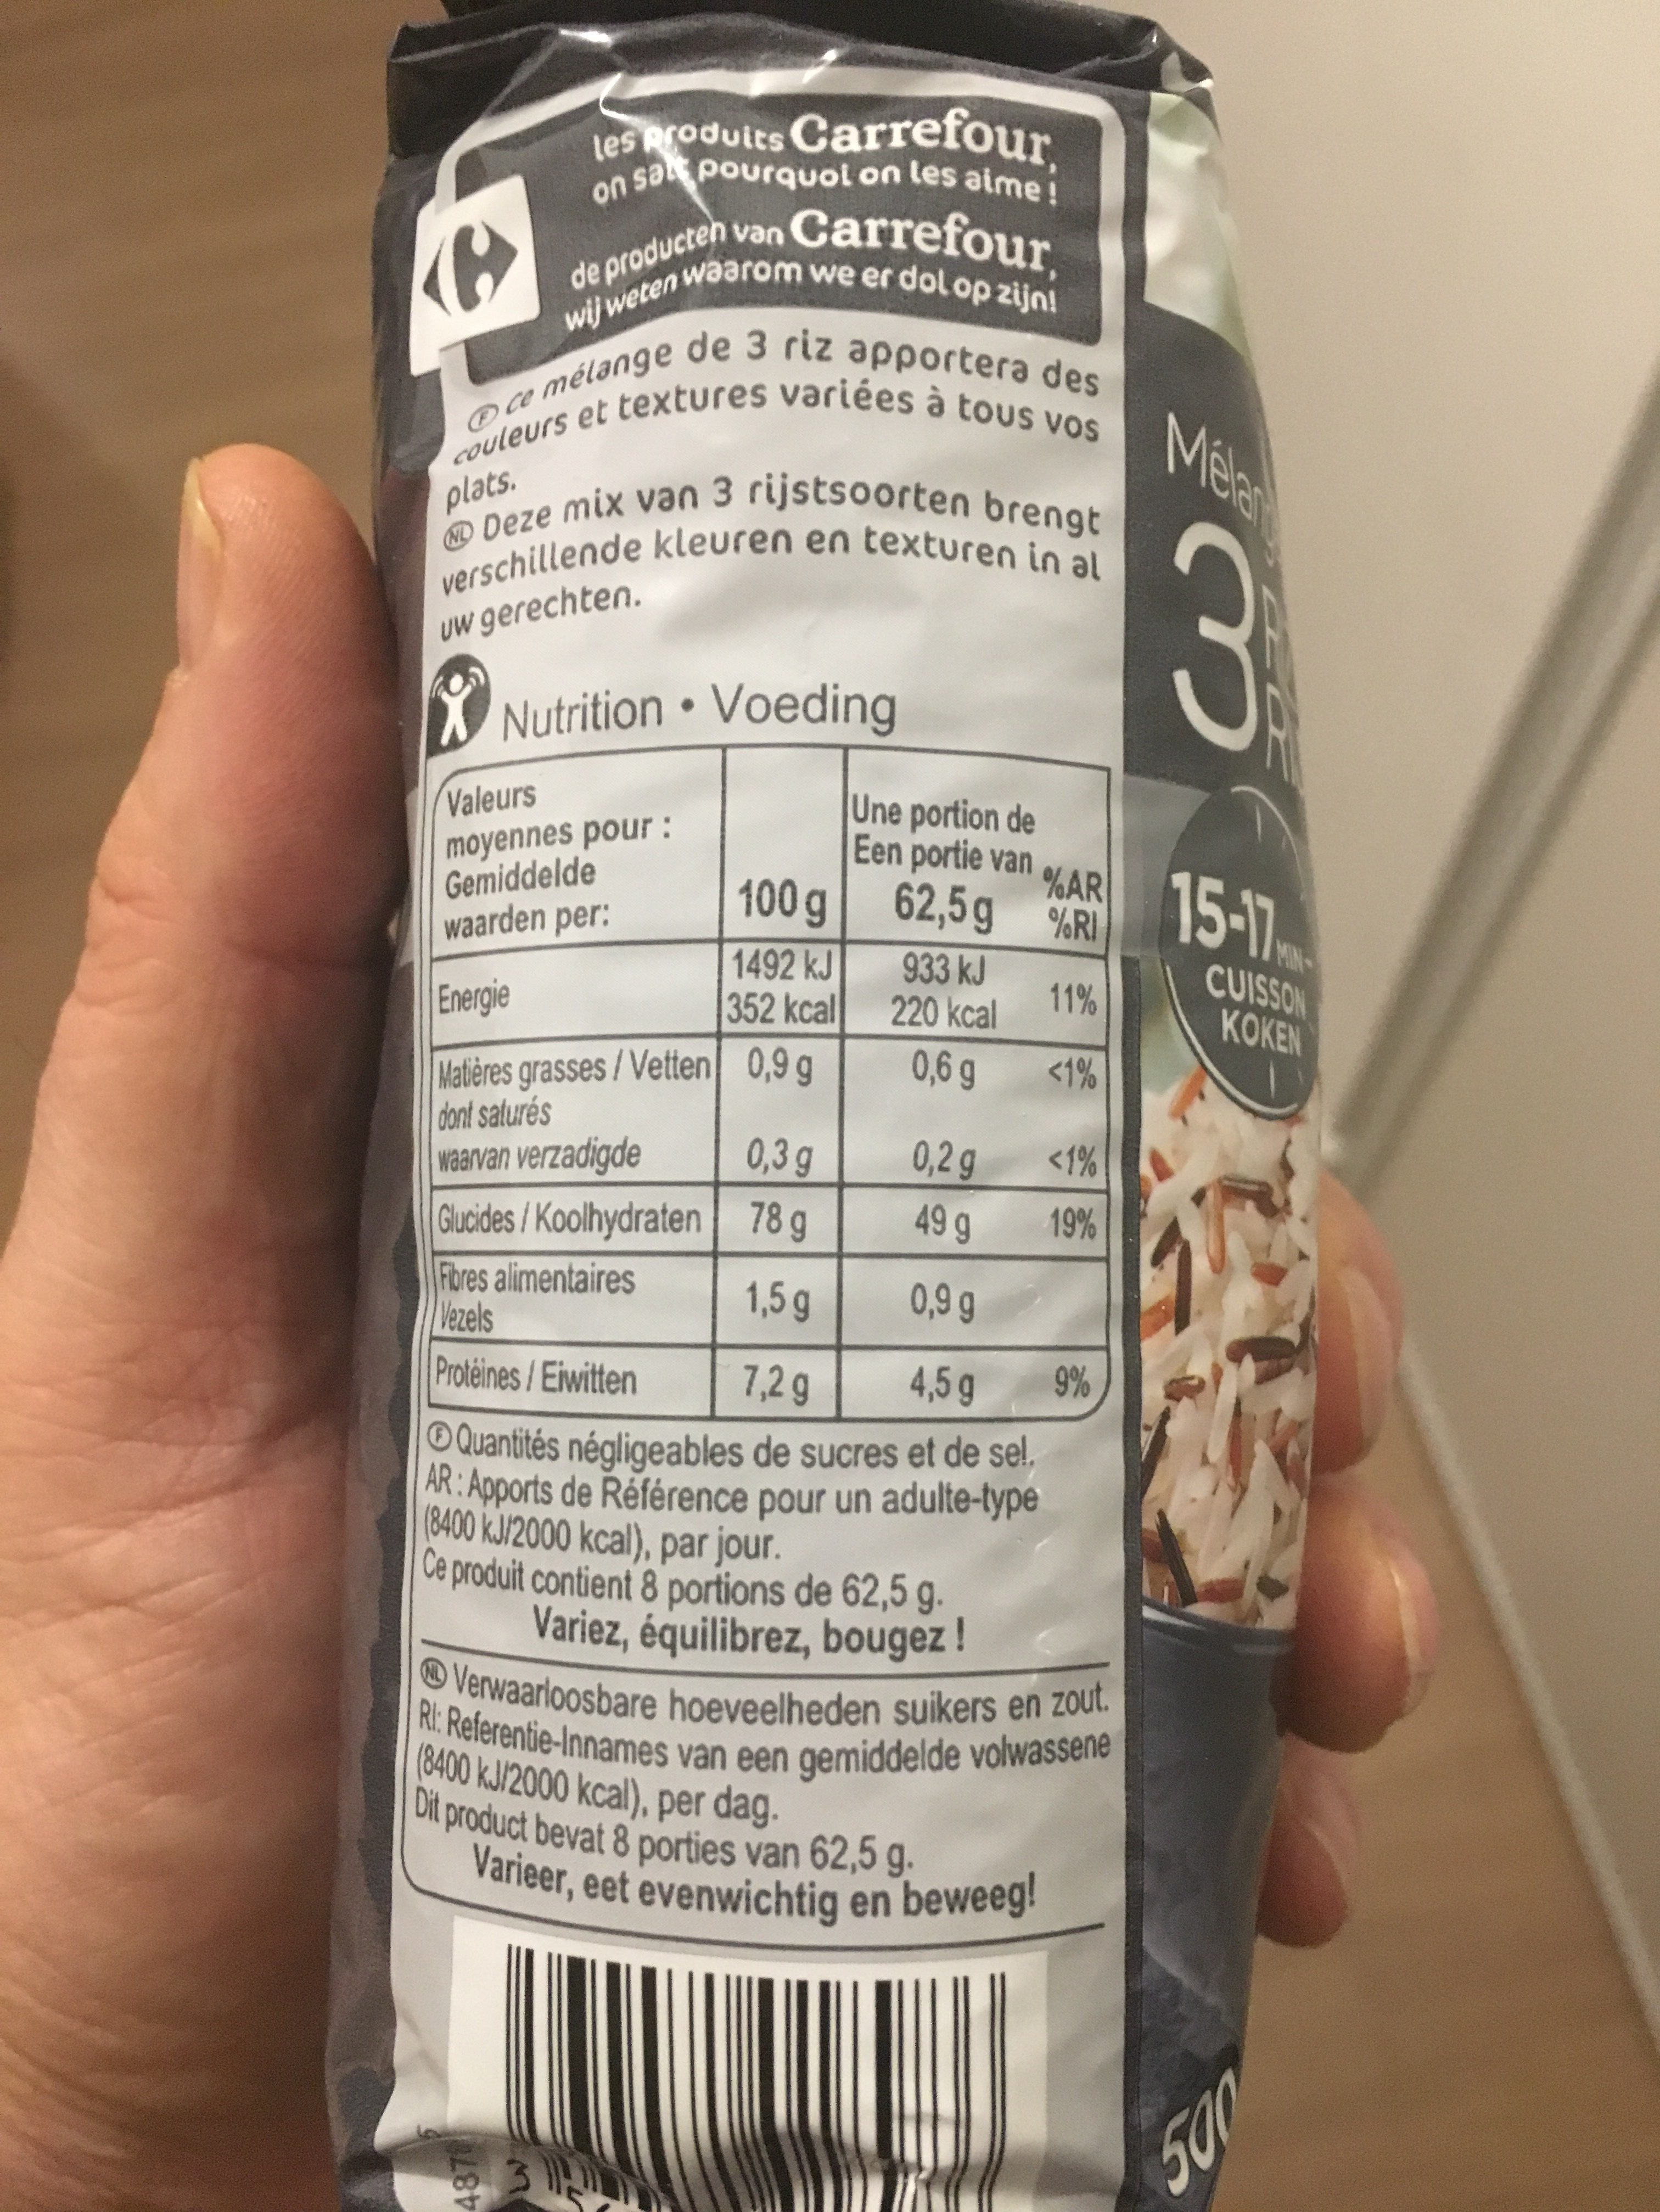 les produits Carrefour,
on sait pourquoi on les aime !
de producten van Carrefour,
wij weten waarom we er dol op zijn!
F Ce mélange de 3 riz apportera des
couleurs et textures variées à tous vos
plats.
NL Deze mix van 3 rijstsoorten brengt
verschillende kleuren en texturen in al
uw gerechten.
Nutrition • Voeding
Valeurs
moyennes pour :
Gemiddelde
waarden per:
100 g
Une portion de
Een portie van
62,5 g
%AR
%RI
Energie
1492 kJ 933 kJ
352 kcal 220 kcal 11%
Matières grasses / Vetten 0,9 g 0,6 g <1%
dont saturés
waarvan verzadigde 0,3 g 0,2 g <1%
Glucides / Koolhydraten 78 g 49 g 19%
Fibres alimentaires
Vezels 1,5 g 0,9 g
Protéines / Eiwitten 7,2 g 4,5 g 9%
F Quantités négligeables de sucres et de sel.
AR : Apports de Référence pour un adulte-type
(8400 kJ/2000 kcal), par jour.
Ce produit contient 8 portions de 62,5 g.
Variez, équilibrez, bougez !
NL Verwaarloosbare hoeveelheden suikers en zout.
RI: Referentie-Innames van een gemiddelde volwassene
(8400 kJ/2000 kcal), per dag.
Dit product bevat 8 porties van 62,5 g.
Varieer, eet evenwichtig en beweeg!
3
15-17 MIN
CUISSON
KOKEN
500